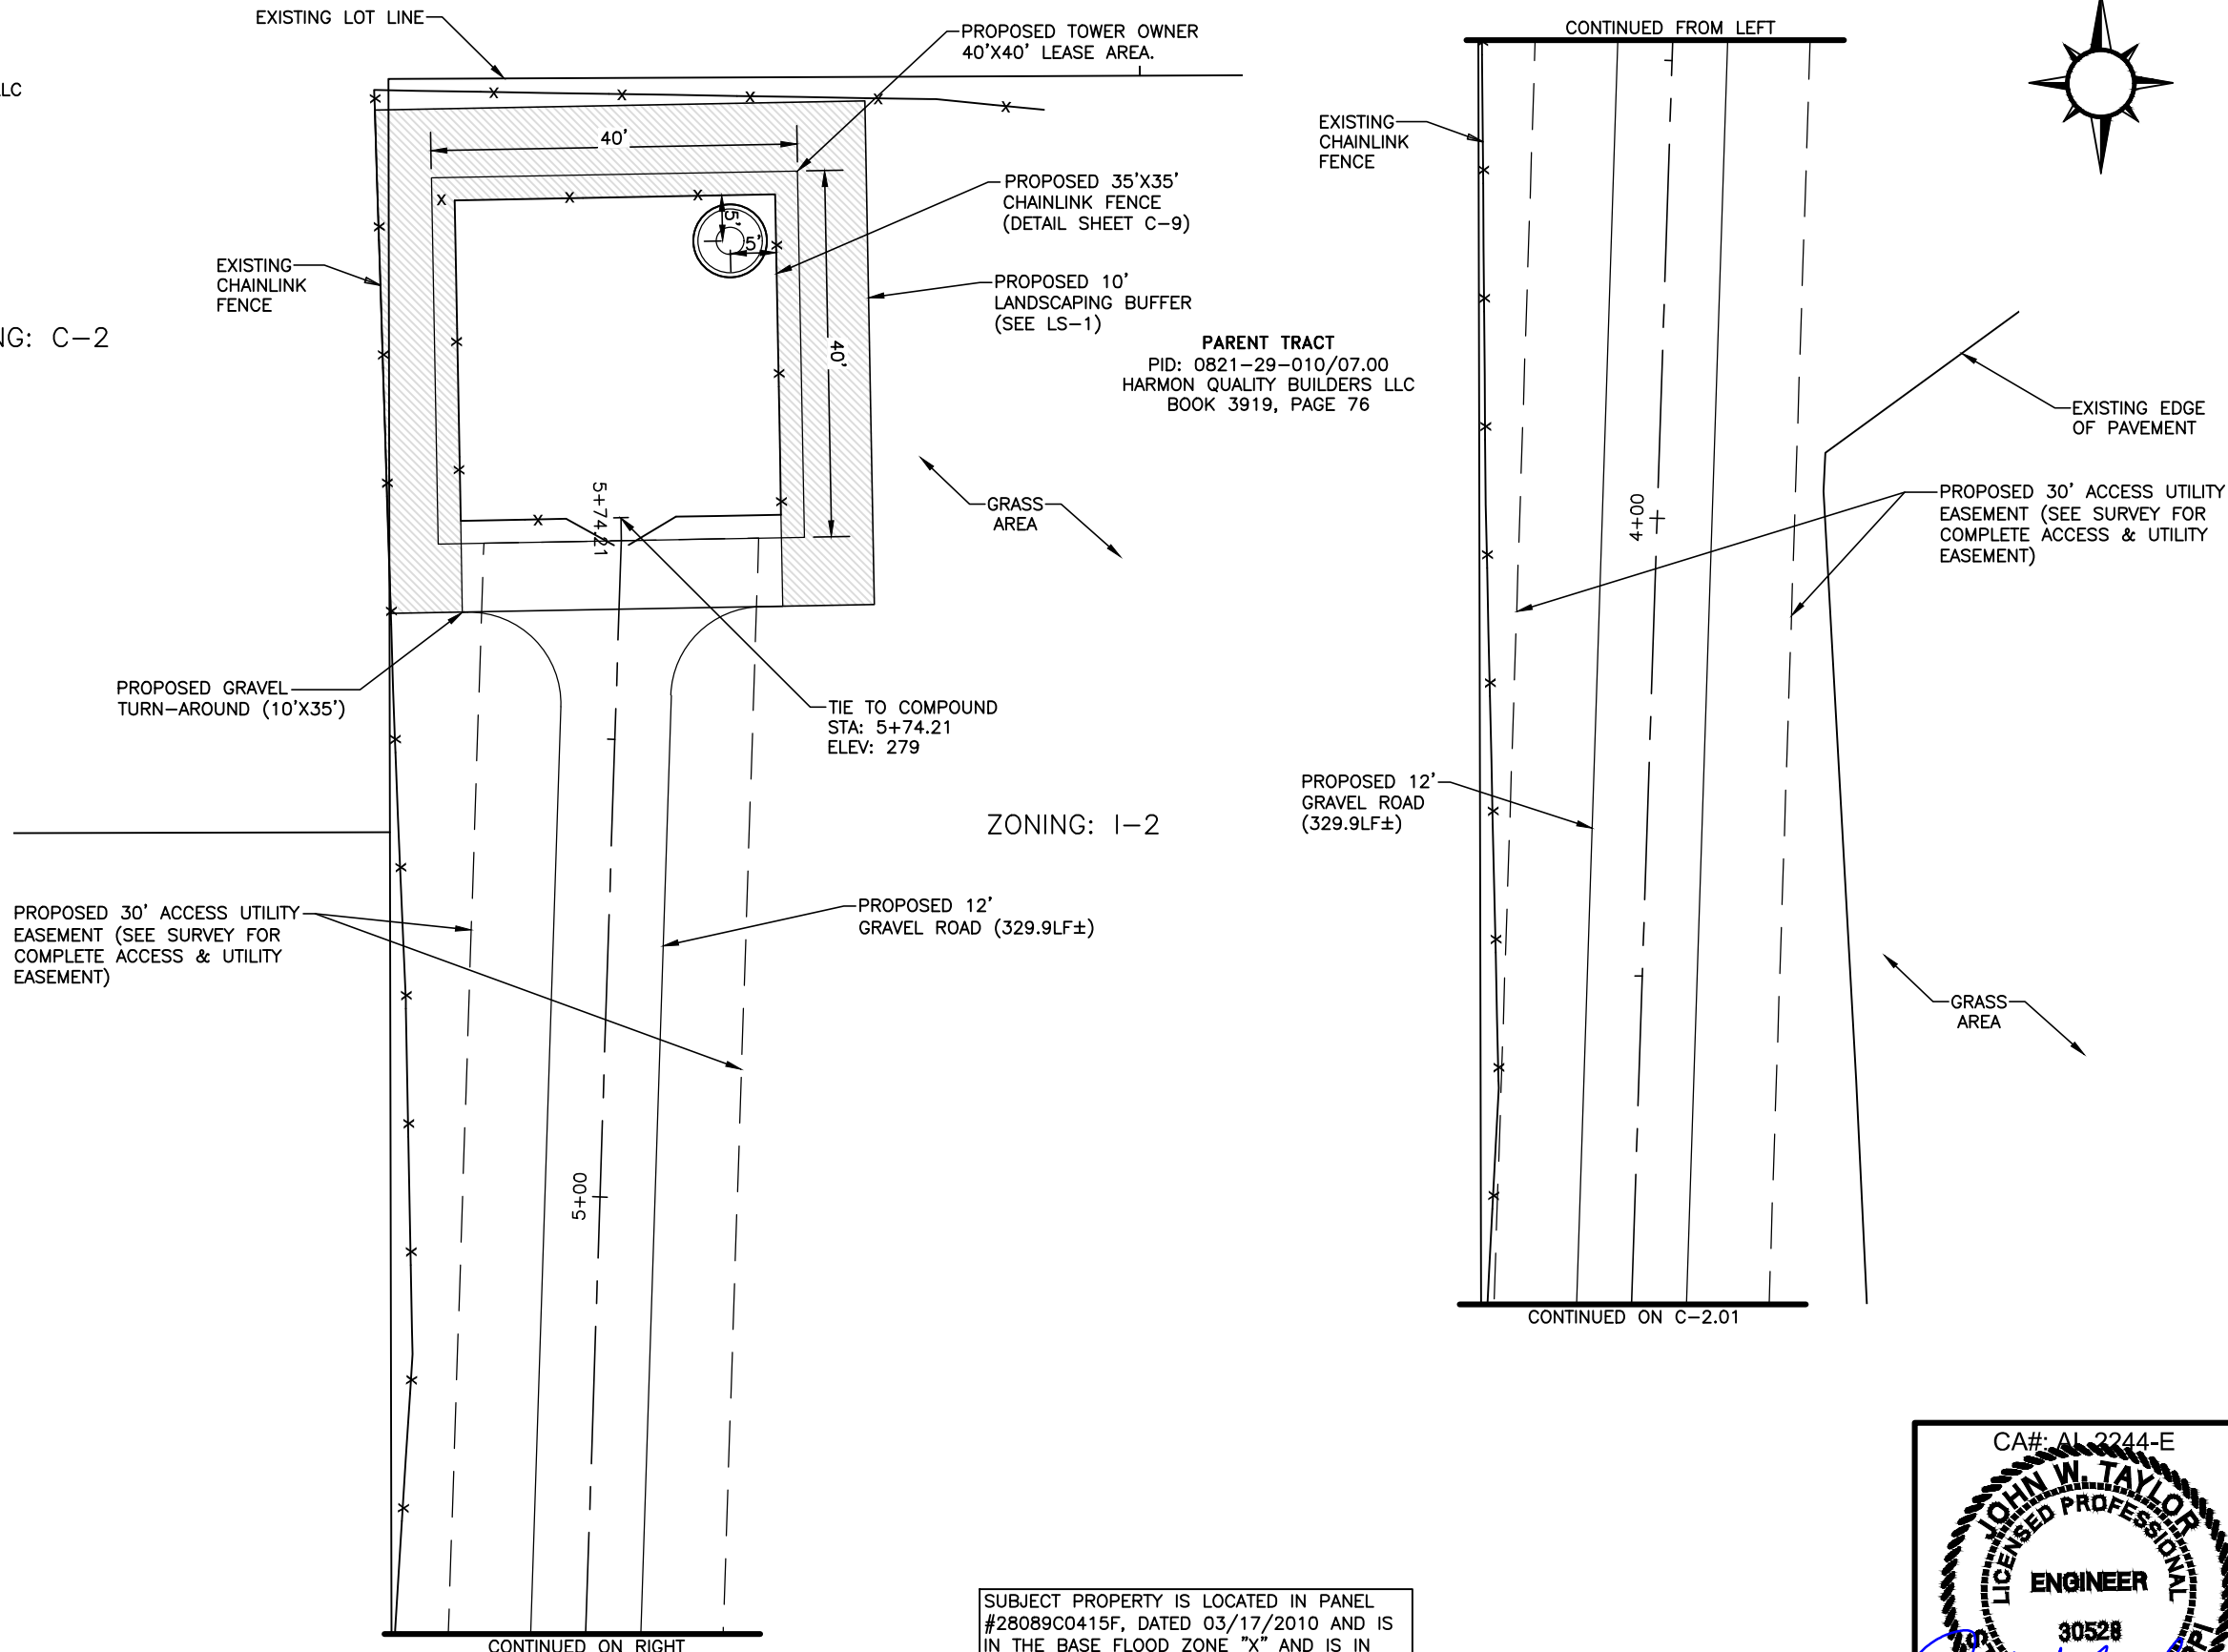 EXISTING LOT LINE
PROPOSED TOWER OWNER
40'X40' LEASE AREA.
LLC
40'
PROPOSED 35'X35'
CHAINLINK FENCE
(DETAIL SHEET C-9)
5'
5'
EXISTING
CHAINLINK
FENCE
PROPOSED 10'
LANDSCAPING BUFFER
(SEE LS-1)
40'
NG: C-2
PARENT TRACT
PID: 0821-29-010/07.00
HARMON QUALITY BUILDERS LLC
BOOK 3919, PAGE 76
5+74.21
GRASS
AREA
PROPOSED GRAVEL
TURN-AROUND (10'X35')
TIE TO COMPOUND
STA: 5+74.21
ELEV: 279
ZONING: I-2
PROPOSED 30' ACCESS UTILITY
EASEMENT (SEE SURVEY FOR
COMPLETE ACCESS & UTILITY
EASEMENT)
PROPOSED 12'
GRAVEL ROAD (329.9LF±)
5+00
CONTINUED ON RIGHT
CONTINUED FROM LEFT
EXISTING
CHAINLINK
FENCE
EXISTING EDGE
OF PAVEMENT
4+00
PROPOSED 30' ACCESS UTILITY
EASEMENT (SEE SURVEY FOR
COMPLETE ACCESS & UTILITY
EASEMENT)
PROPOSED 12'
GRAVEL ROAD
(329.9LF±)
GRASS
AREA
CONTINUED ON C-2.01
SUBJECT PROPERTY IS LOCATED IN PANEL
#28089C0415F, DATED 03/17/2010 AND IS
IN THE BASE FLOOD ZONE "X" AND IS IN
CA#: AL 2244-E
JOHN W. TAYLOR
LICENSED PROFESSIONAL
ENGINEER
30528